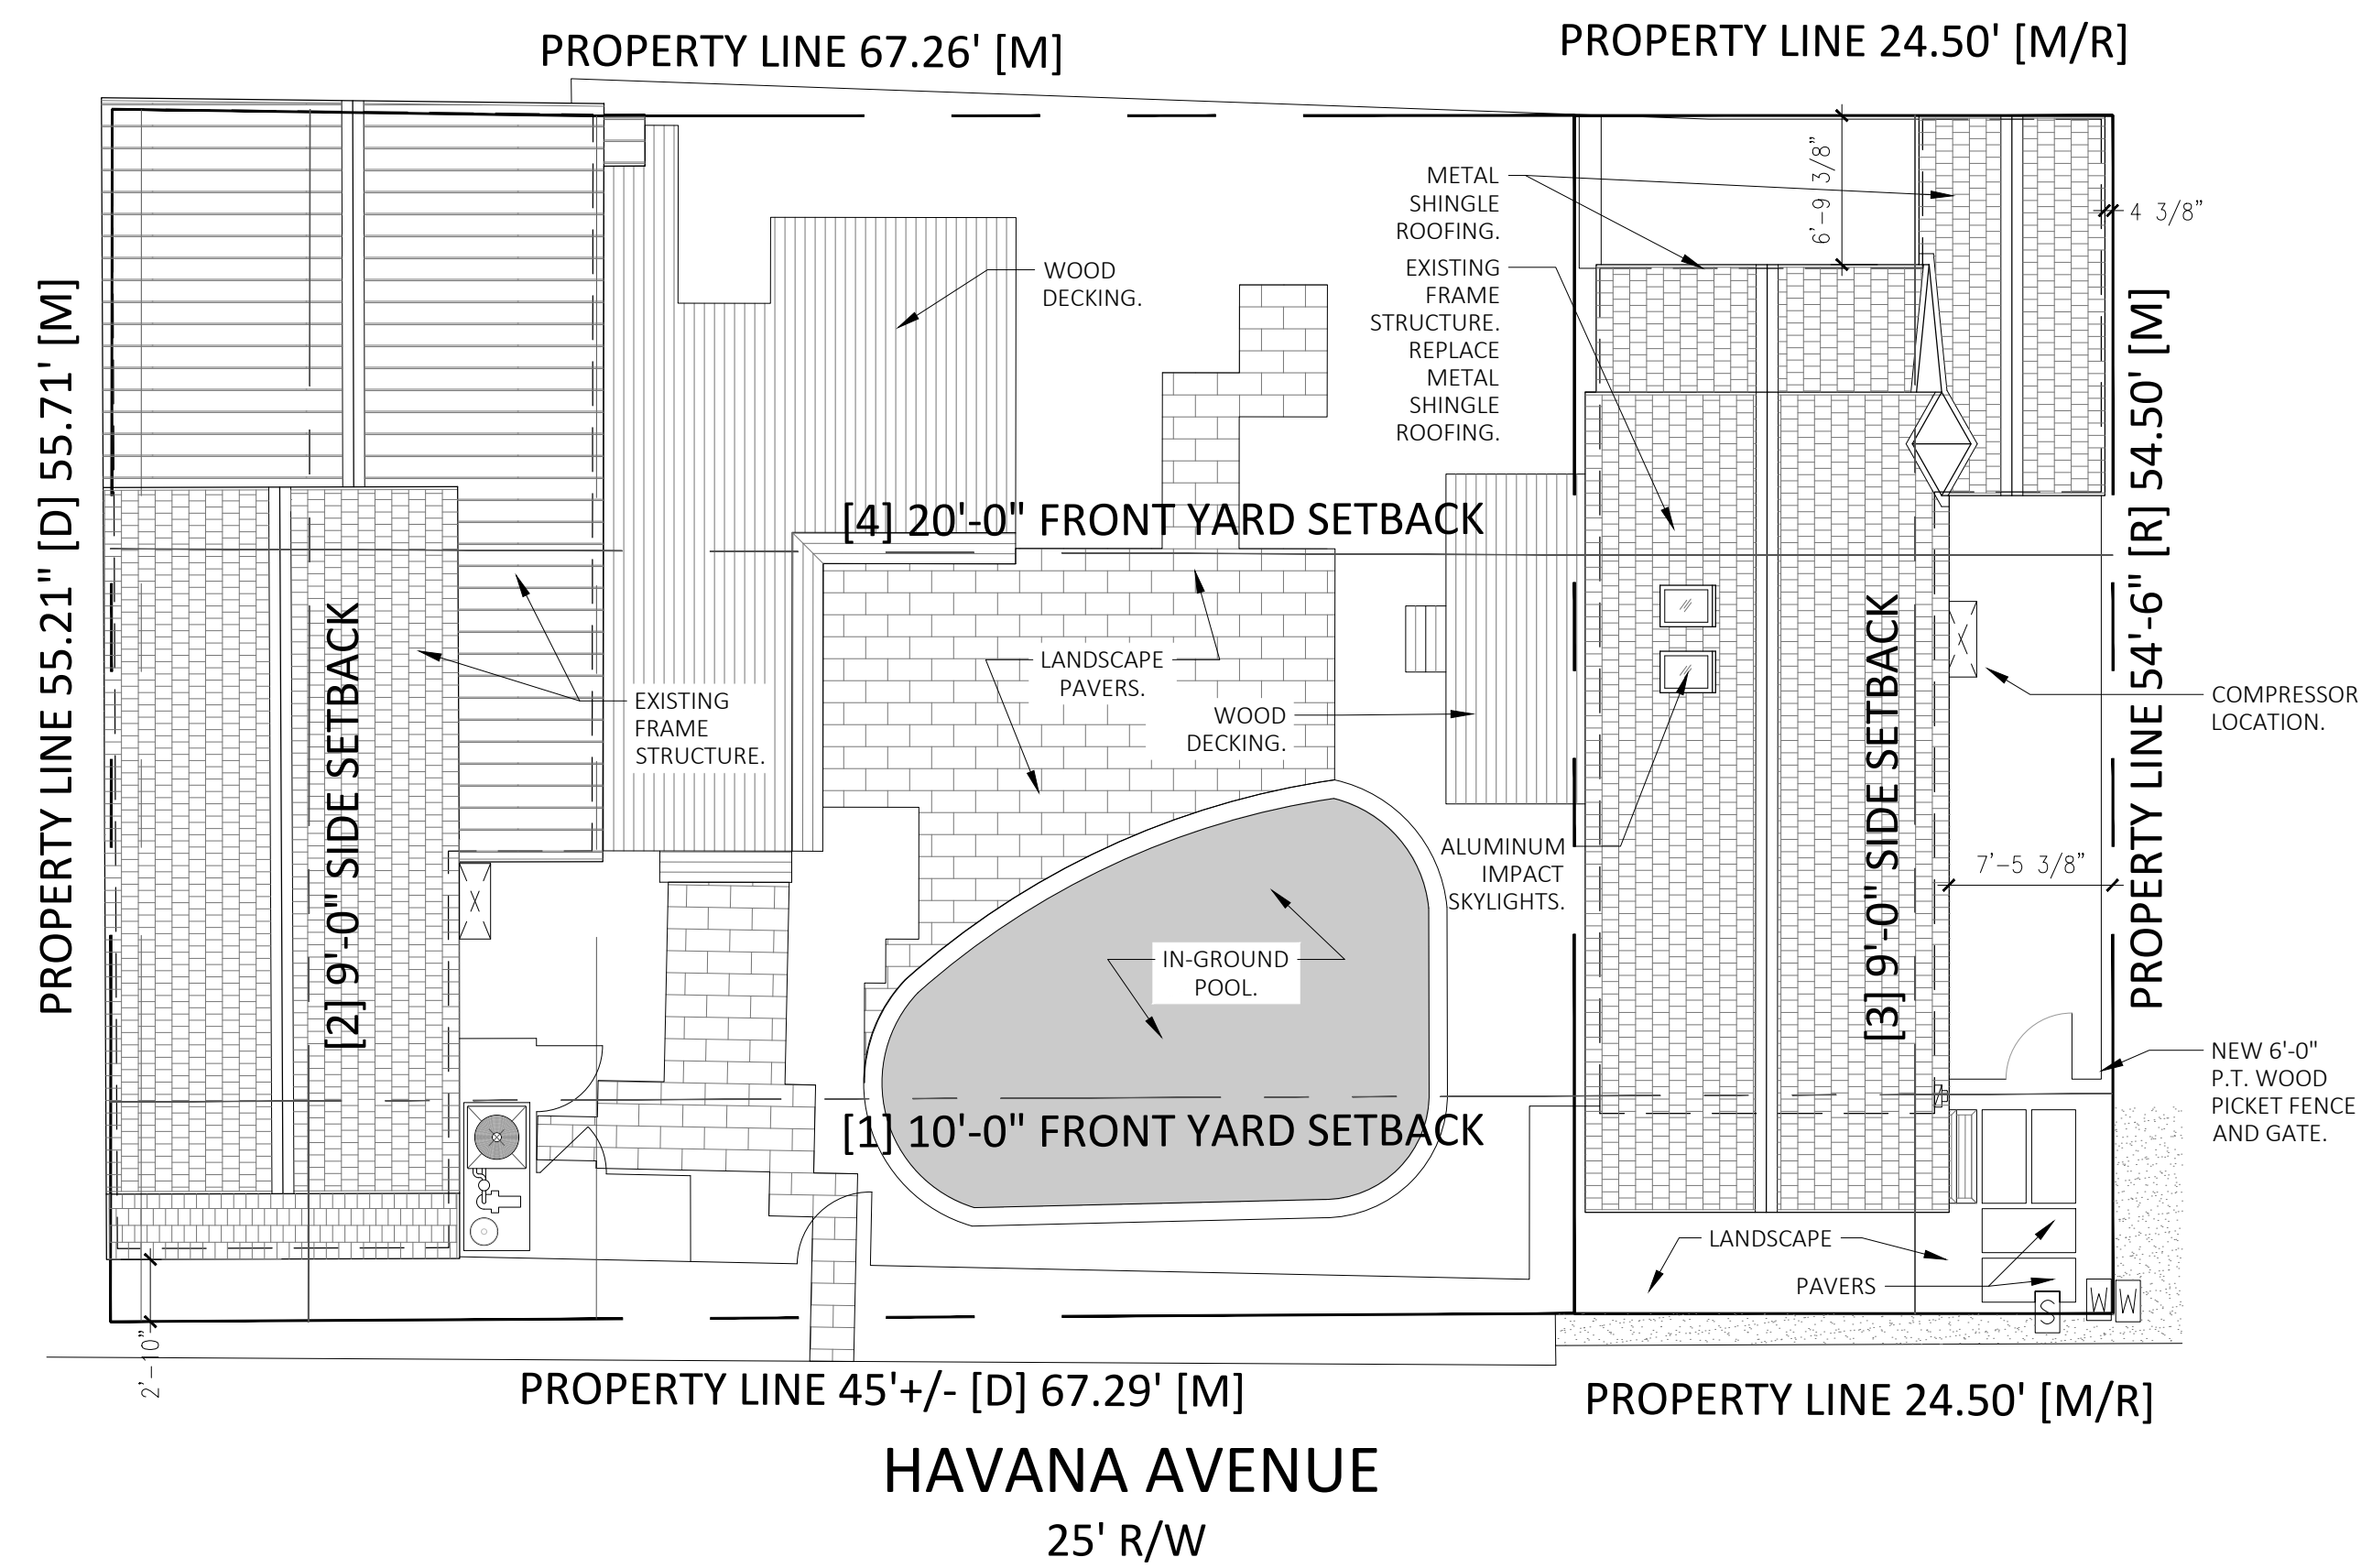 PROPERTY LINE 67.26' [M]
PROPERTY LINE 24.50' [M/R]
PROPERTY LINE 55.21" [D] 55.71' [M]
METAL
SHINGLE
ROOFING.
6'-9 3/8"
4 3/8"
WOOD
DECKING.
EXISTING
FRAME
STRUCTURE.
REPLACE
METAL
SHINGLE
ROOFING.
PROPERTY LINE 54'-6" [R] 54.50' [M]
[4] 20'-0" FRONT YARD SETBACK
[2] 9'-0" SIDE SETBACK
EXISTING
FRAME
STRUCTURE.
LANDSCAPE
PAVERS.
WOOD
DECKING.
[3] 9'-0" SIDE SETBACK
COMPRESSOR
LOCATION.
ALUMINUM
IMPACT
SKYLIGHTS.
7'-5 3/8"
IN-GROUND
POOL.
NEW 6'-0"
P.T. WOOD
PICKET FENCE
AND GATE.
[1] 10'-0" FRONT YARD SETBACK
LANDSCAPE
PAVERS
S
W
W
2'-10"
PROPERTY LINE 45'+/- [D] 67.29' [M]
PROPERTY LINE 24.50' [M/R]
HAVANA AVENUE
25' R/W